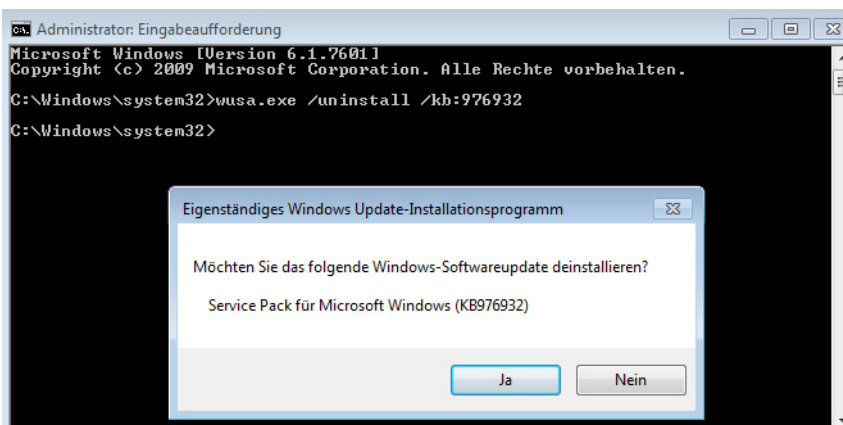 Administrator: Eingabeaufforderung
Microsoft Windows [Version 6.1.7601]
Copyright (c) 2009 Microsoft Corporation. Alle Rechte vorbehalten.
C:\Windows\system32>wusa.exe /uninstall /kb:976932
C:\Windows\system32>
Eigenständiges Windows Update-Installationsprogramm
Möchten Sie das folgende Windows-Softwareupdate deinstallieren?
Service Pack für Microsoft Windows (KB976932)
Ja
Nein